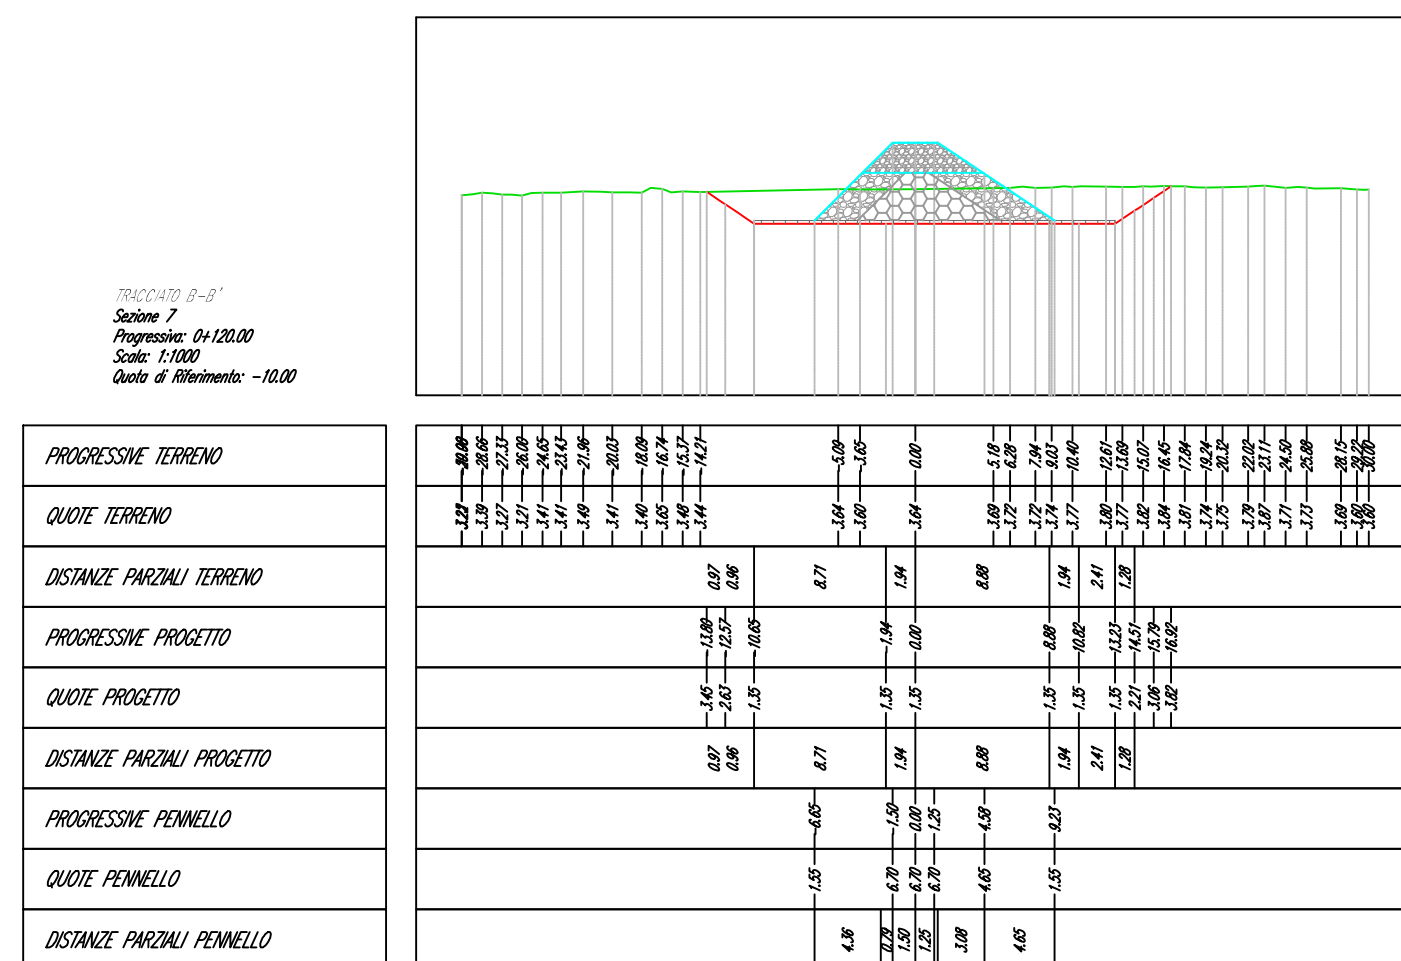 TRACCIATO B-B'
Sezione 7
Progressiva: 0+120.00
Scala: 1:1000
Quota di Riferimento: -10.00
PROGRESSIVE TERRENO
-28.66 -27.33 -26.00 -24.65 -23.43 -21.96 -20.03 -18.09 -16.74 -15.37 -14.21 -5.09 -3.65 0.00 5.18 6.28 7.94 9.03 10.40 12.61 13.69 15.07 16.45 17.84 19.24 20.32 22.02 23.11 24.50 25.88 28.15 29.22 30.00
QUOTE TERRENO
3.39 3.27 3.21 3.41 3.41 3.49 3.41 3.40 3.65 3.48 3.44 3.64 3.60 3.64 3.69 3.72 3.72 3.74 3.77 3.80 3.77 3.82 3.84 3.81 3.74 3.75 3.79 3.87 3.71 3.73 3.69 3.60 3.60
DISTANZE PARZIALI TERRENO
0.97 0.96 8.71 1.94 8.88 1.94 2.41 1.28
PROGRESSIVE PROGETTO
-13.80 -12.57 -10.65 -1.94 0.00 8.88 10.82 13.23 14.51 15.79 16.92
QUOTE PROGETTO
3.45 2.63 1.35 1.35 1.35 1.35 1.35 1.35 2.21 3.06 3.82
DISTANZE PARZIALI PROGETTO
0.97 0.96 8.71 1.94 8.88 1.94 2.41 1.28
PROGRESSIVE PENNELLO
-6.65 -1.50 0.00 1.25 4.58 9.23
QUOTE PENNELLO
1.55 6.70 6.70 6.70 4.65 1.55
DISTANZE PARZIALI PENNELLO
4.36 0.79 1.50 1.25 3.08 4.65